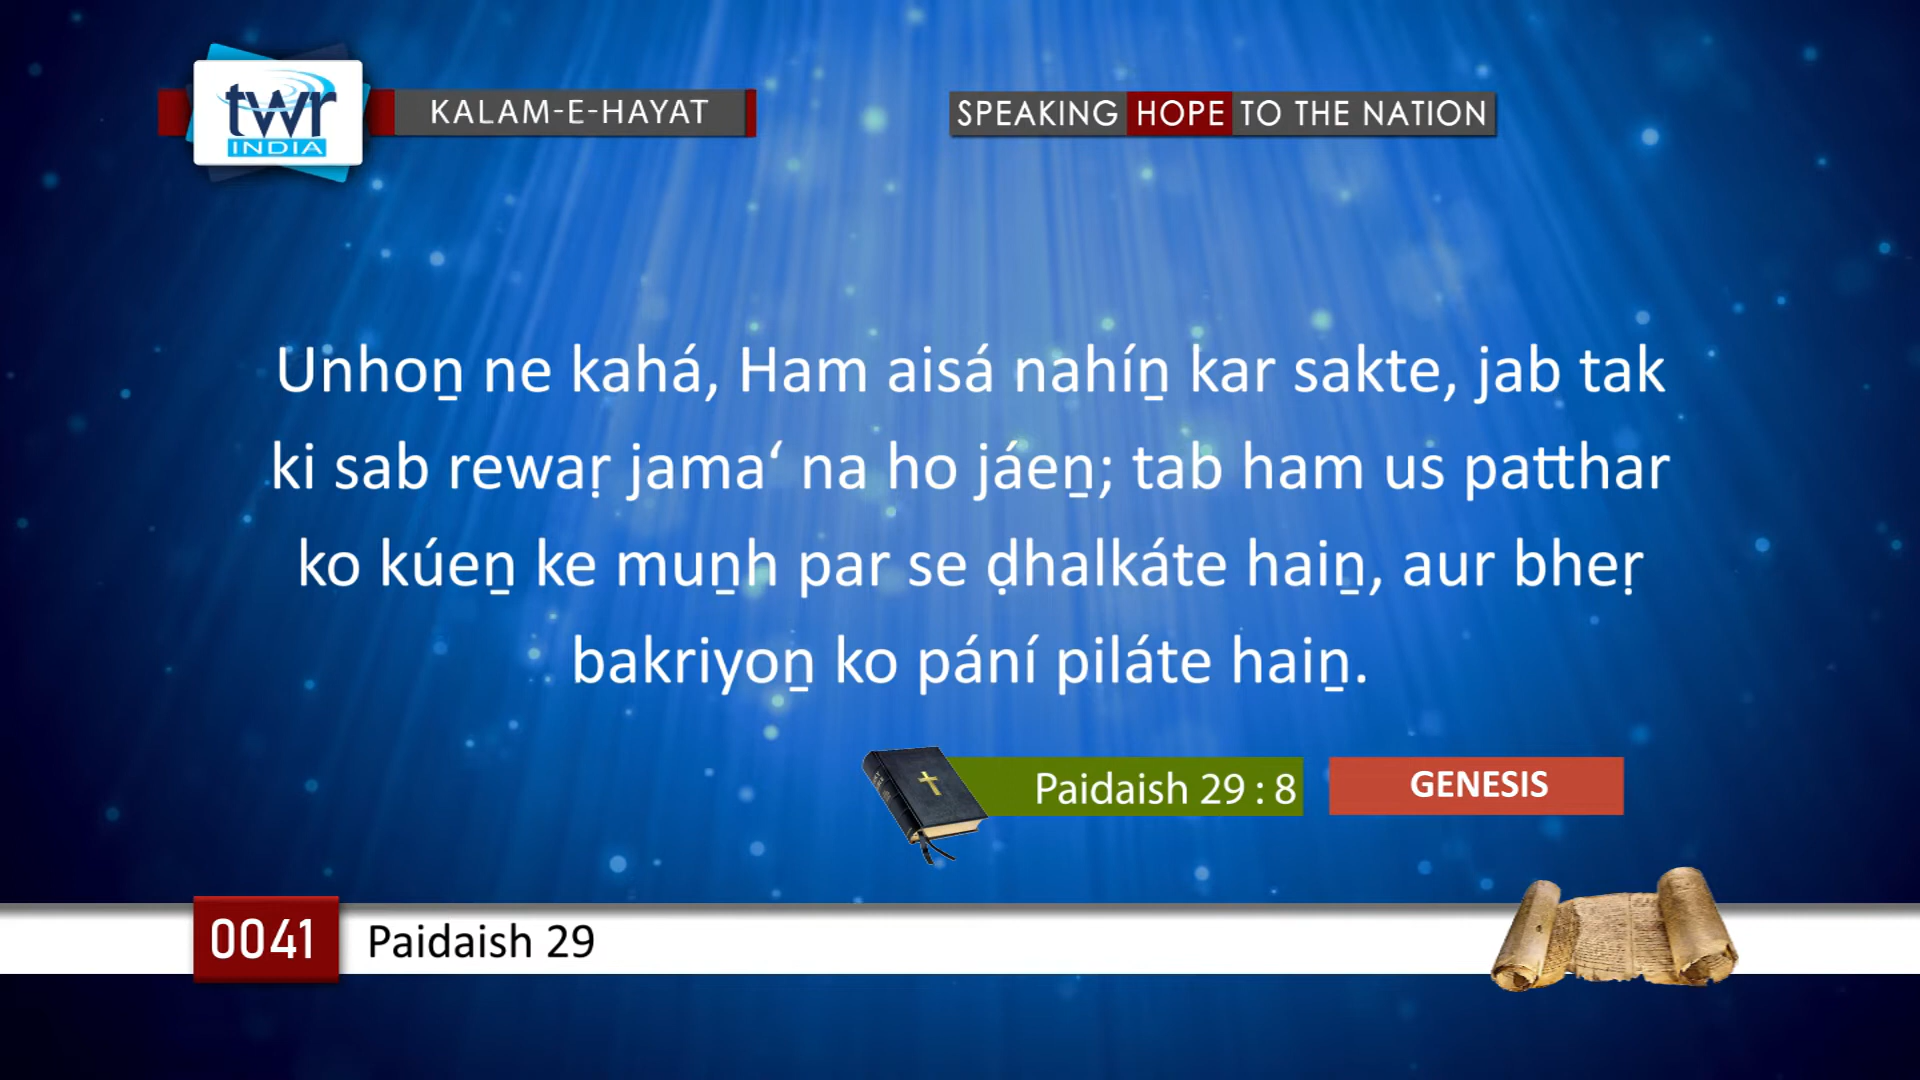 twr
INDIA
KALAM-E-HAYAT
SPEAKING HOPE TO THE NATION
Unhoṉ ne kahá, Ham aisá nahíṉ kar sakte, jab tak
ki sab rewaṛ jama‘ na ho jáeṉ; tab ham us patthar
ko kúeṉ ke muṉh par se ḍhalkáte haiṉ, aur bheṛ
bakriyoṉ ko pání piláte haiṉ.
Paidaish 29 : 8
GENESIS
0041
Paidaish 29